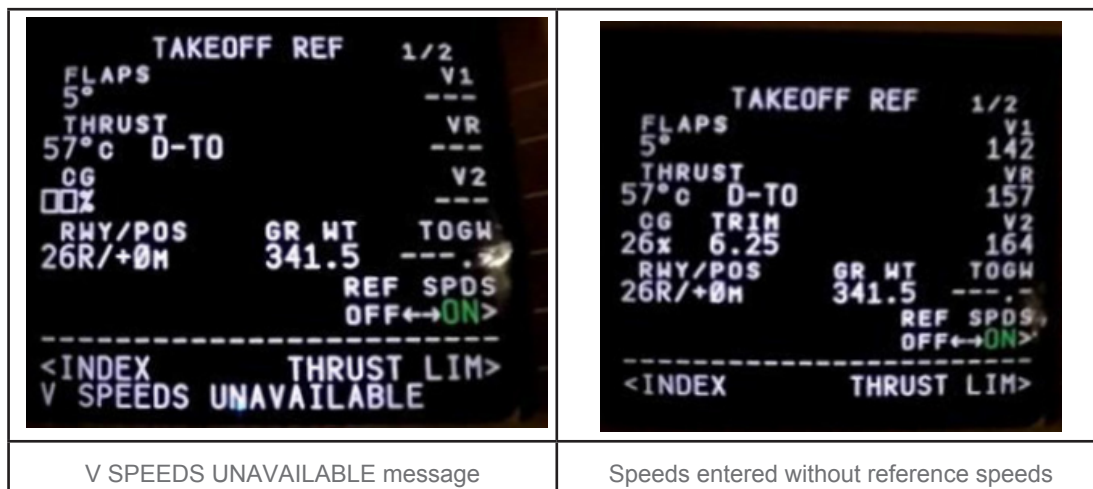 TAKEOFF REF 1/2
FLAPS V1
5° ---
THRUST VR
57°c D-TO ---
CG V2
□□% ---
RWY/POS GR WT TOGW
26R/+0M 341.5 ---.
REF SPDS
OFF←→ON>
------------------------
<INDEX THRUST LIM>
V SPEEDS UNAVAILABLE
V SPEEDS UNAVAILABLE message
TAKEOFF REF 1/2
FLAPS V1
5° 142
THRUST VR
57°c D-TO 157
CG TRIM V2
26% 6.25 164
RWY/POS GR WT TOGW
26R/+0M 341.5 ---.-
REF SPDS
OFF←→ON>
------------------------
<INDEX THRUST LIM>
Speeds entered without reference speeds